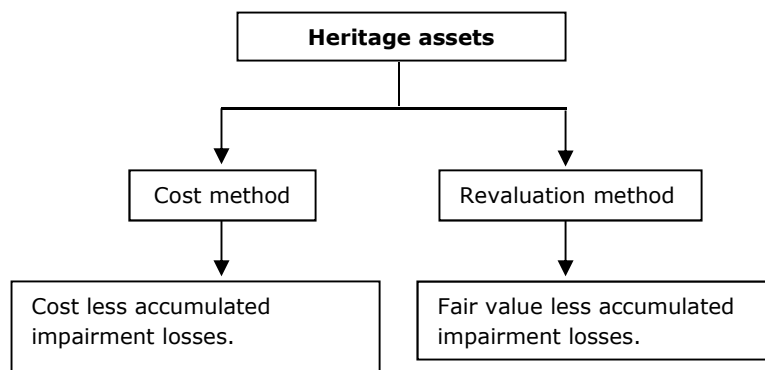 Heritage assets
Cost method
Revaluation method
Cost less accumulated
impairment losses.
Fair value less accumulated
impairment losses.